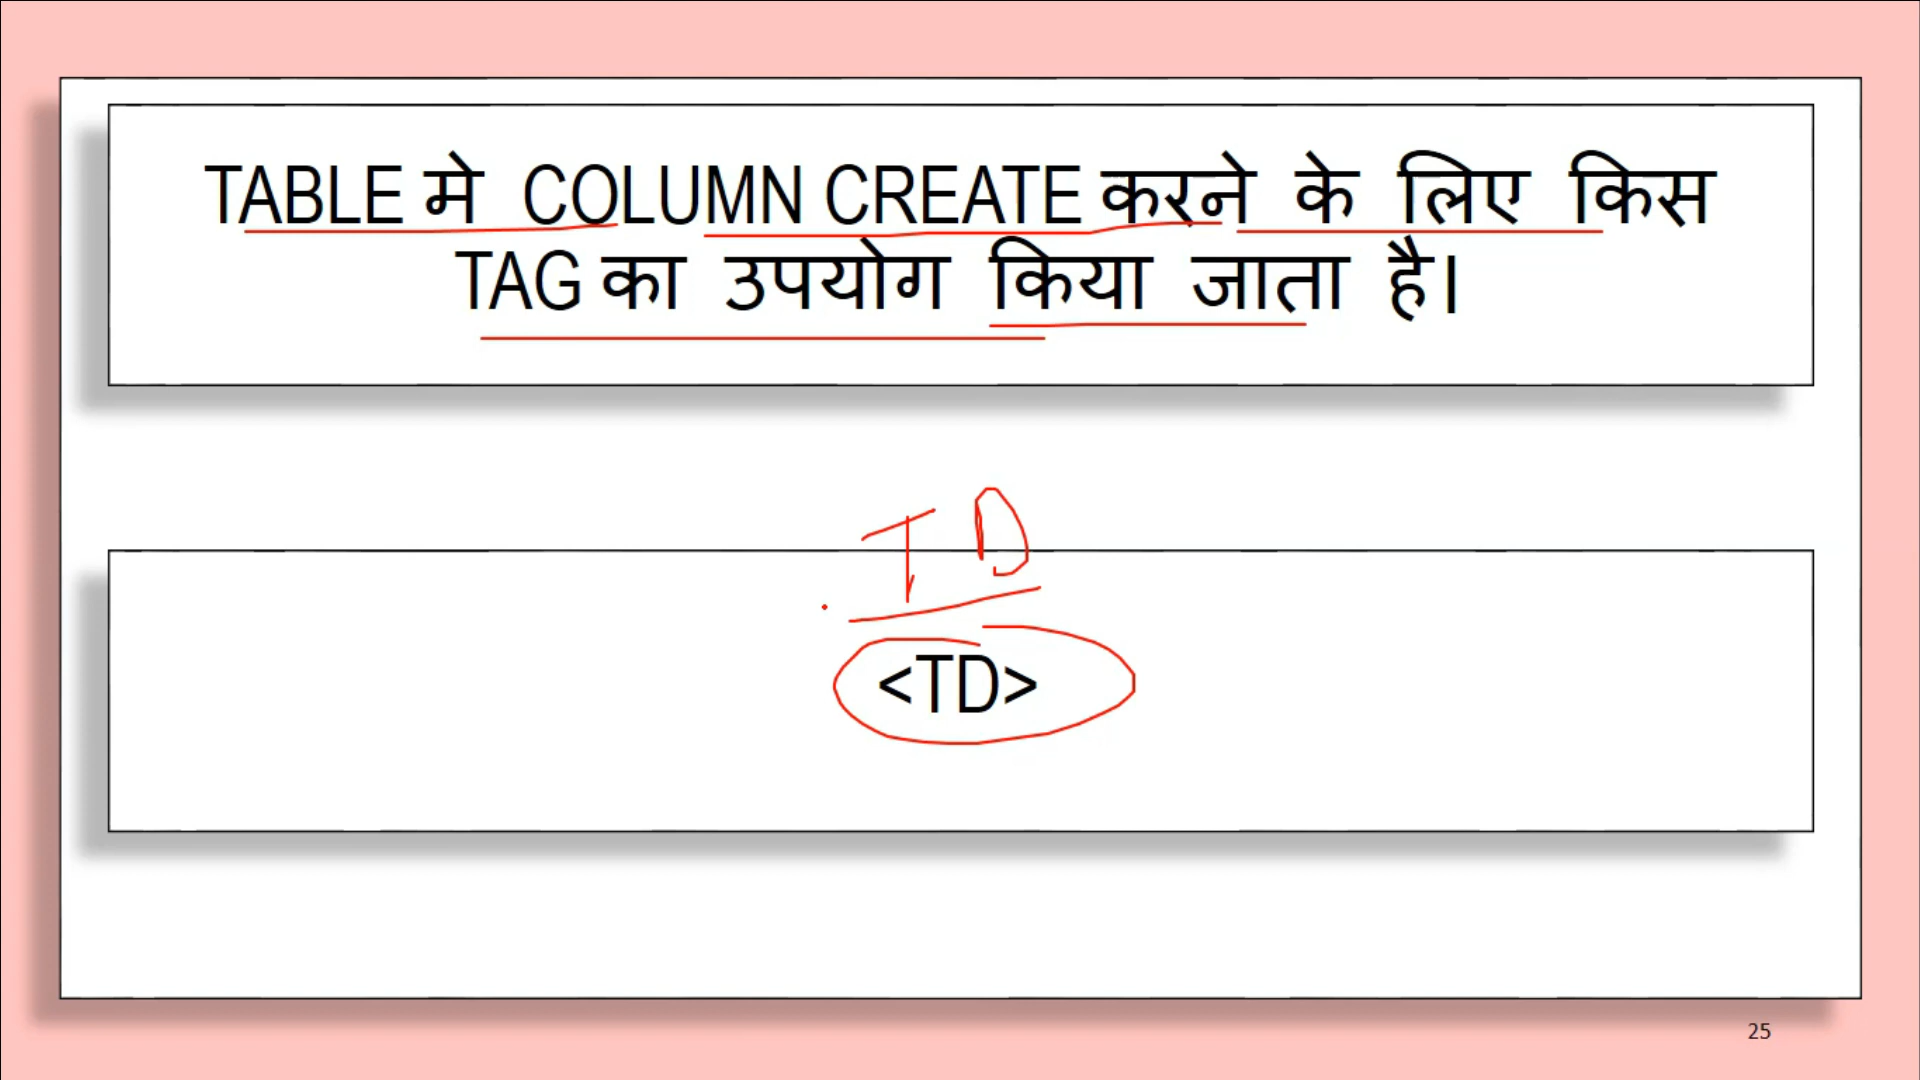 TABLE मे COLUMN CREATE करने के लिए किस
TAG का उपयोग किया जाता है।
TD
<TD>
25